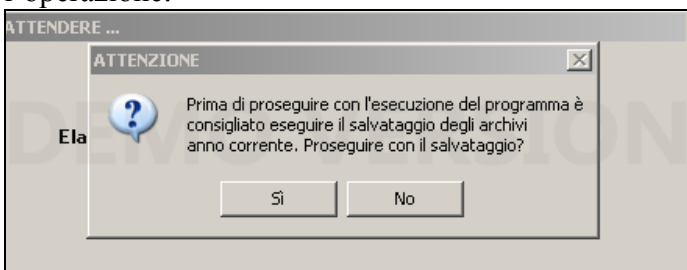 l'operazione.
ATTENDERE ...
ATTENZIONE
Prima di proseguire con l'esecuzione del programma è
consigliato eseguire il salvataggio degli archivi
anno corrente. Proseguire con il salvataggio?
Ela
DEMO VERSION
Sì
No